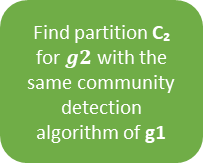 Find partition C₂
for g2 with the
same community
detection
algorithm of g1